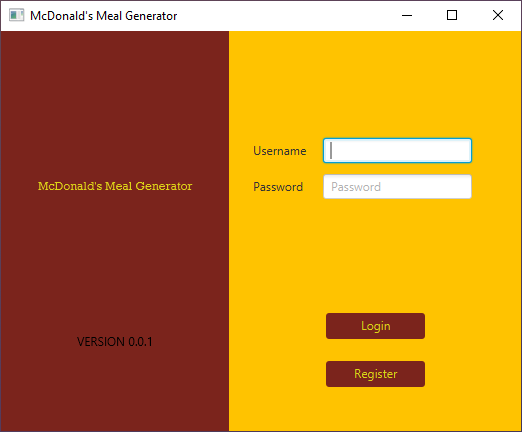 McDonald's Meal Generator
McDonald's Meal Generator
VERSION 0.0.1
Username
Password
Password
Login
Register